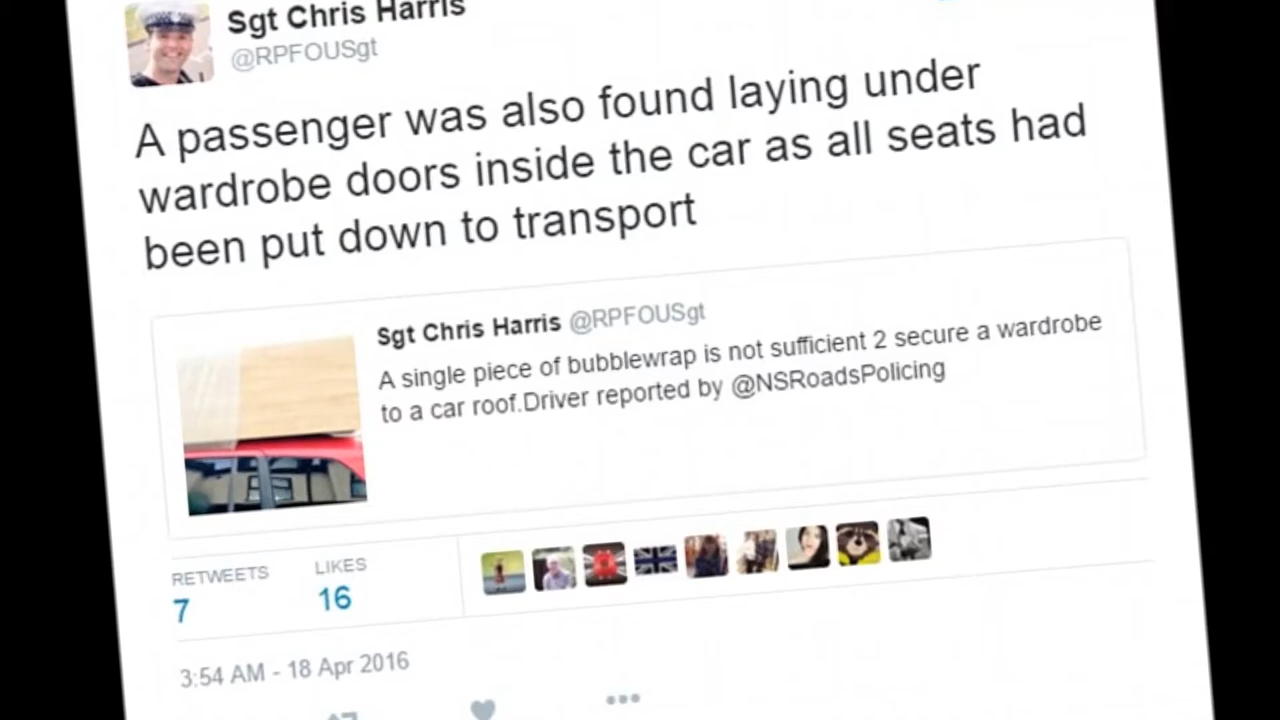 Sgt Chris Harris
@RPFOUSgt
A passenger was also found laying under
wardrobe doors inside the car as all seats had
been put down to transport
Sgt Chris Harris @RPFOUSgt
A single piece of bubblewrap is not sufficient 2 secure a wardrobe
to a car roof.Driver reported by @NSRoadsPolicing
RETWEETS
7
LIKES
16
3:54 AM - 18 Apr 2016